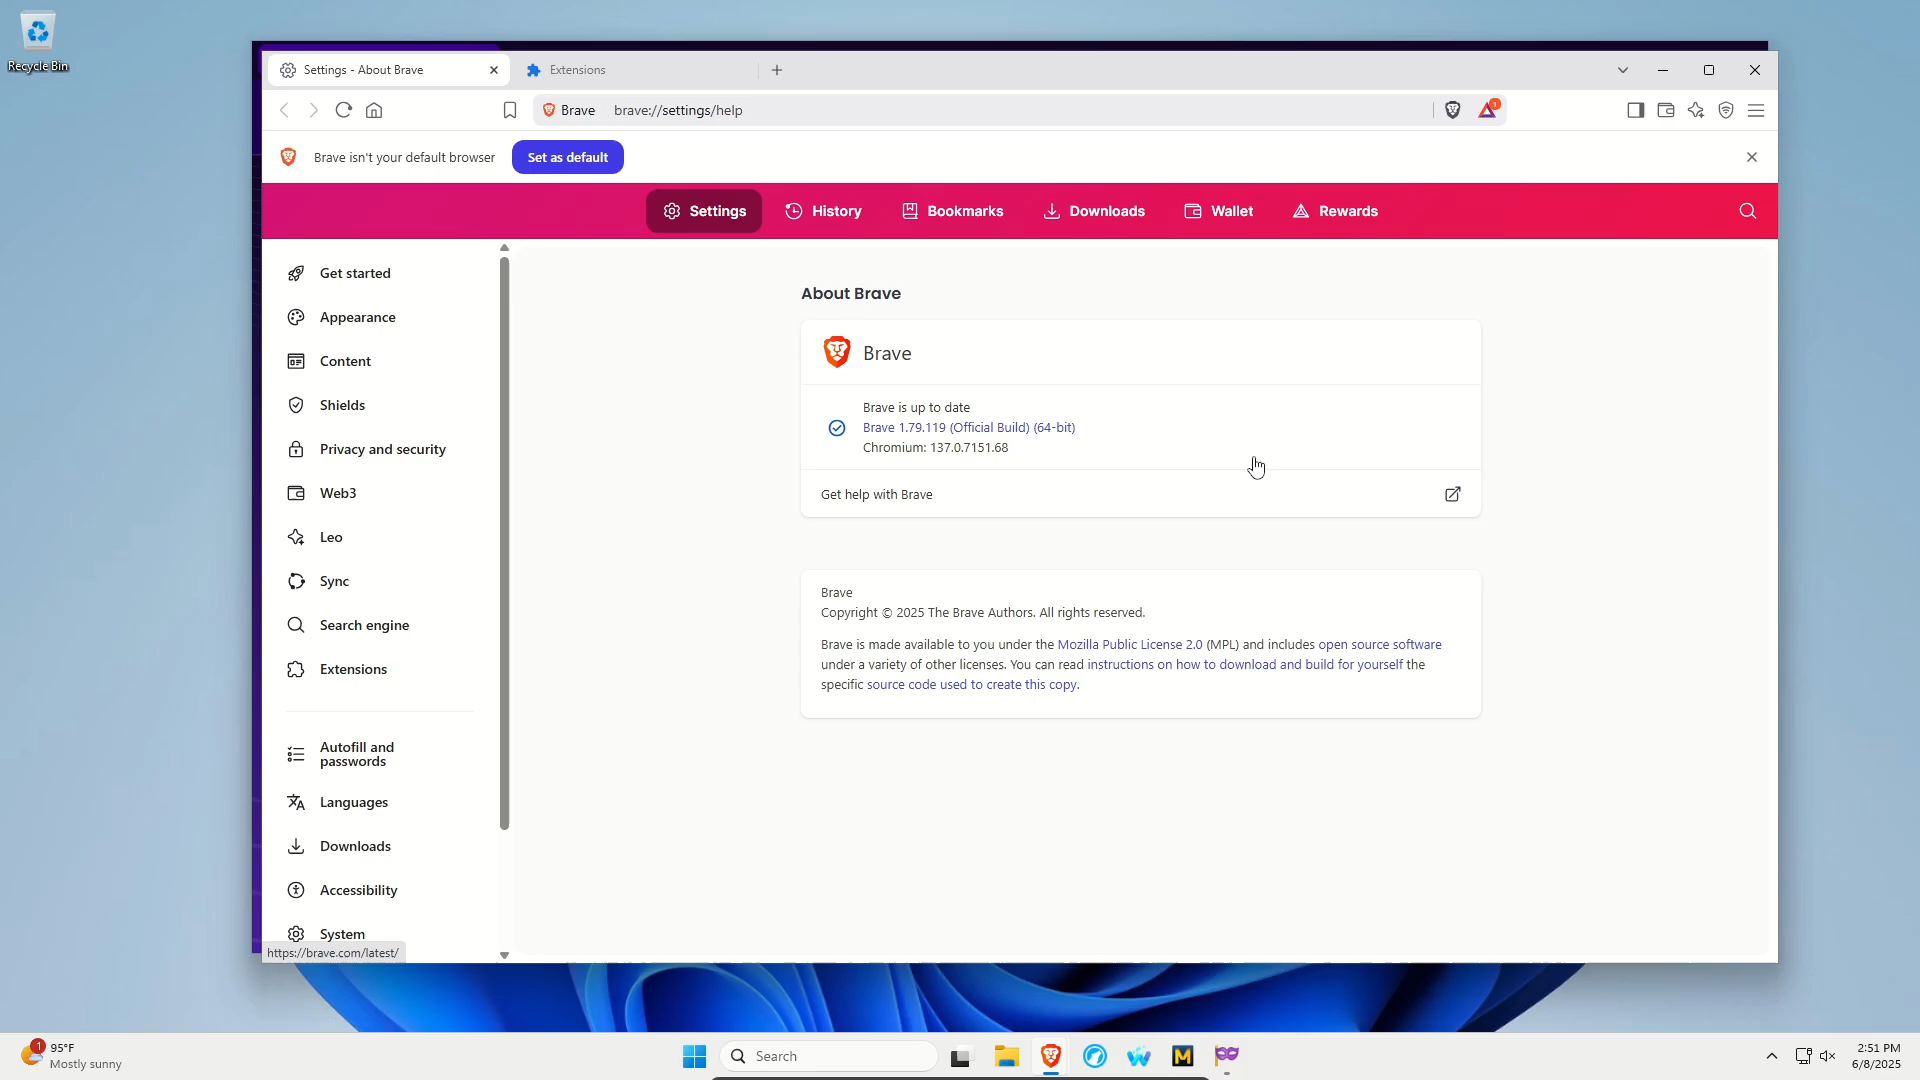 Recycle Bin
Settings - About Brave
Extensions
Brave
brave://settings/help
1
Brave isn't your default browser
Set as default
Settings
History
Bookmarks
Downloads
Wallet
Rewards
Get started
Appearance
Content
Shields
Privacy and security
Web3
Leo
Sync
Search engine
Extensions
Autofill and
passwords
Languages
Downloads
Accessibility
System
https://brave.com/latest/
About Brave
Brave
Brave is up to date
Brave 1.79.119 (Official Build) (64-bit)
Chromium: 137.0.7151.68
Get help with Brave
Brave
Copyright © 2025 The Brave Authors. All rights reserved.
Brave is made available to you under the Mozilla Public License 2.0 (MPL) and includes open source software
under a variety of other licenses. You can read instructions on how to download and build for yourself the
specific source code used to create this copy.
1
95°F
Mostly sunny
Search
M
2:51 PM
6/8/2025